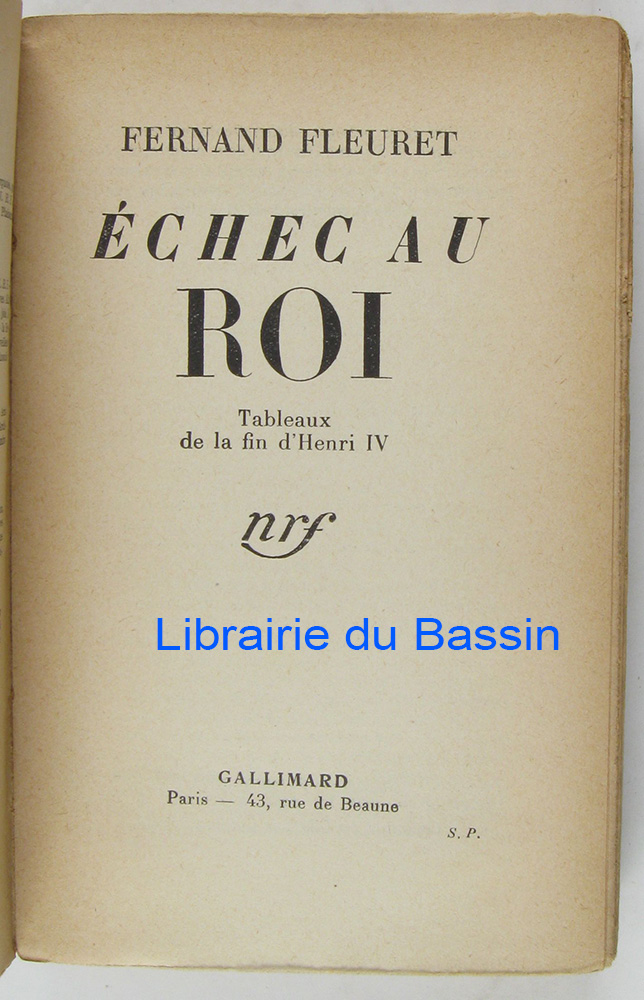 FERNAND FLEURET
ÉCHEC AU
ROI
Tableaux
de la fin d'Henri IV
nrf
Librairie du Bassin
GALLIMARD
Paris — 43, rue de Beaune
S. P.